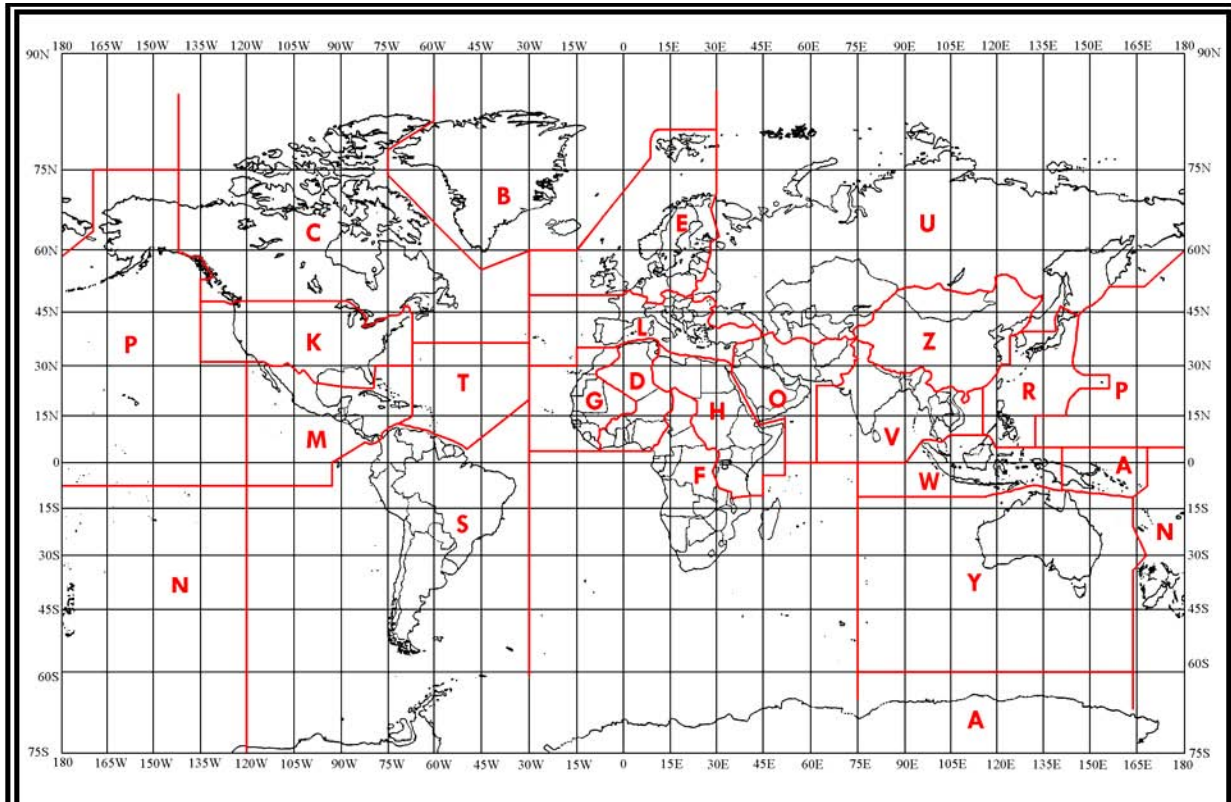 180 165W 150W 135W 120W 105W 90W 75W 60W 45W 30W 15W 0 15E 30E 45E 60E 75E 90E 105E 120E 135E 150E 165E 180
90N 90N
75N 75N
B
E U
C
60N 60N
45N 45N
L
P K Z
30N 30N
T D R P
G H O
15N 15N
M V
0 A 0
F W
15S 15S
S N
30S 30S
N Y
45S 45S
60S 60S
A
75S 75S
180 165W 150W 135W 120W 105W 90W 75W 60W 45W 30W 15W 0 15E 30E 45E 60E 75E 90E 105E 120E 135E 150E 165E 180